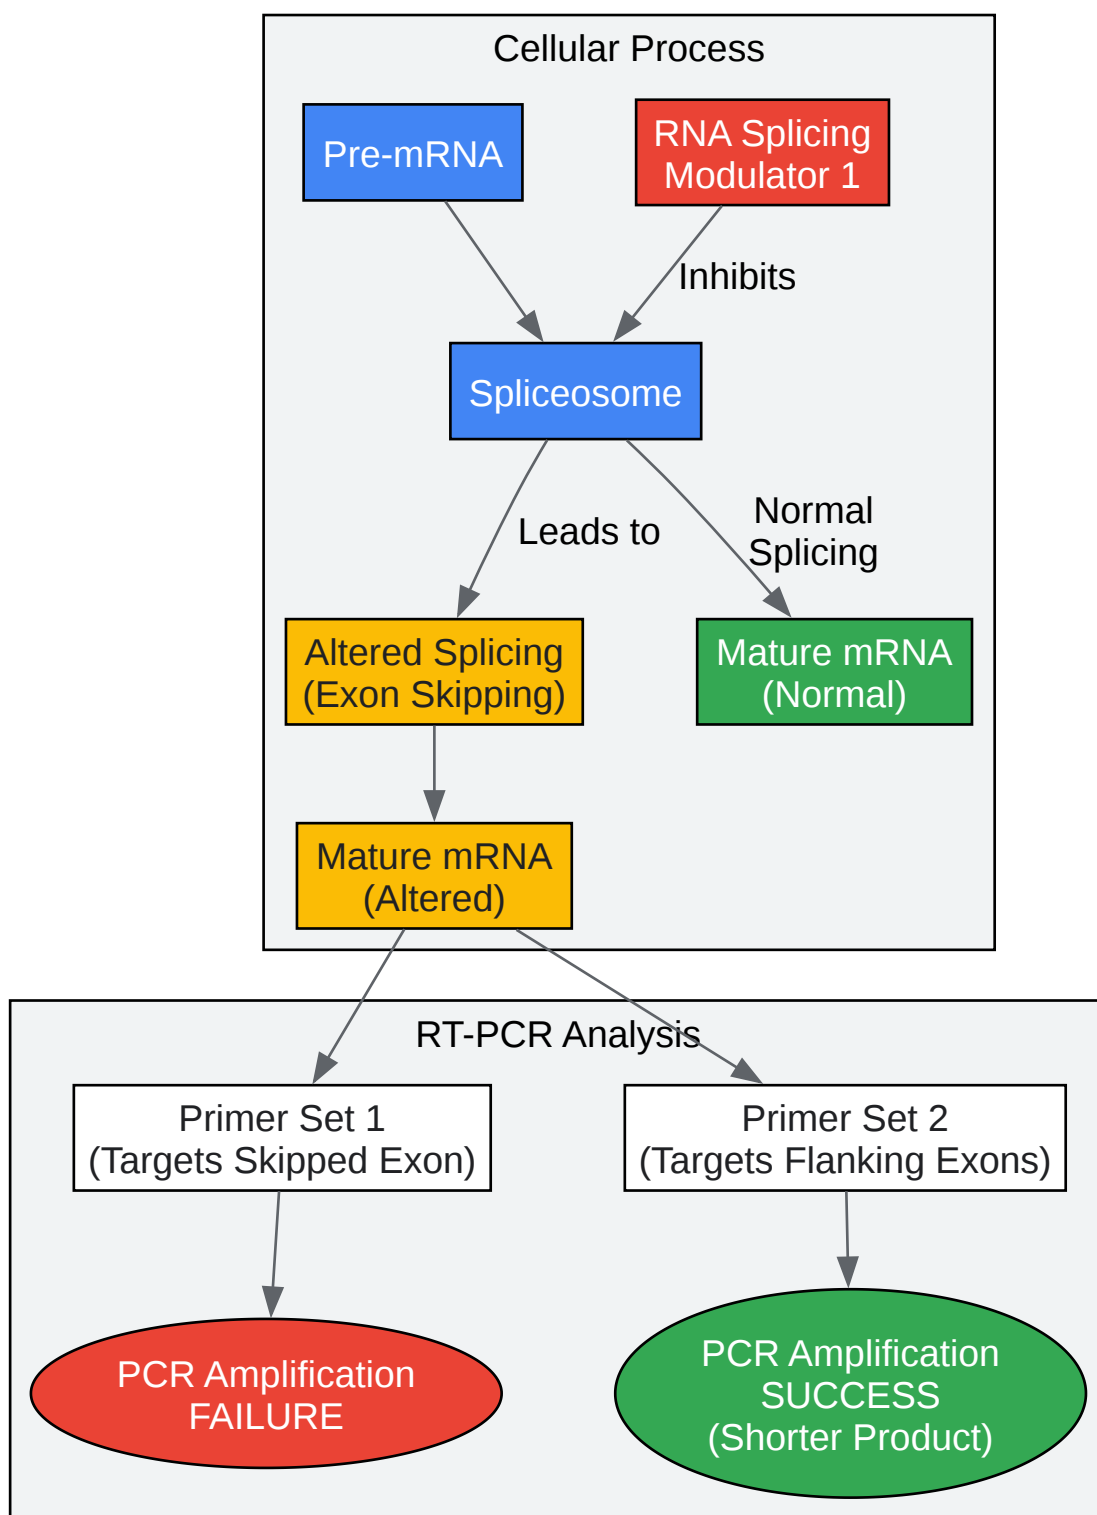 Cellular Process
Pre-mRNA
RNA Splicing
Modulator 1
Inhibits
Spliceosome
Leads to
Normal
Splicing
Altered Splicing
(Exon Skipping)
Mature mRNA
(Normal)
Mature mRNA
(Altered)
RT-PCR Analysis
Primer Set 1
(Targets Skipped Exon)
Primer Set 2
(Targets Flanking Exons)
PCR Amplification
FAILURE
PCR Amplification
SUCCESS
(Shorter Product)